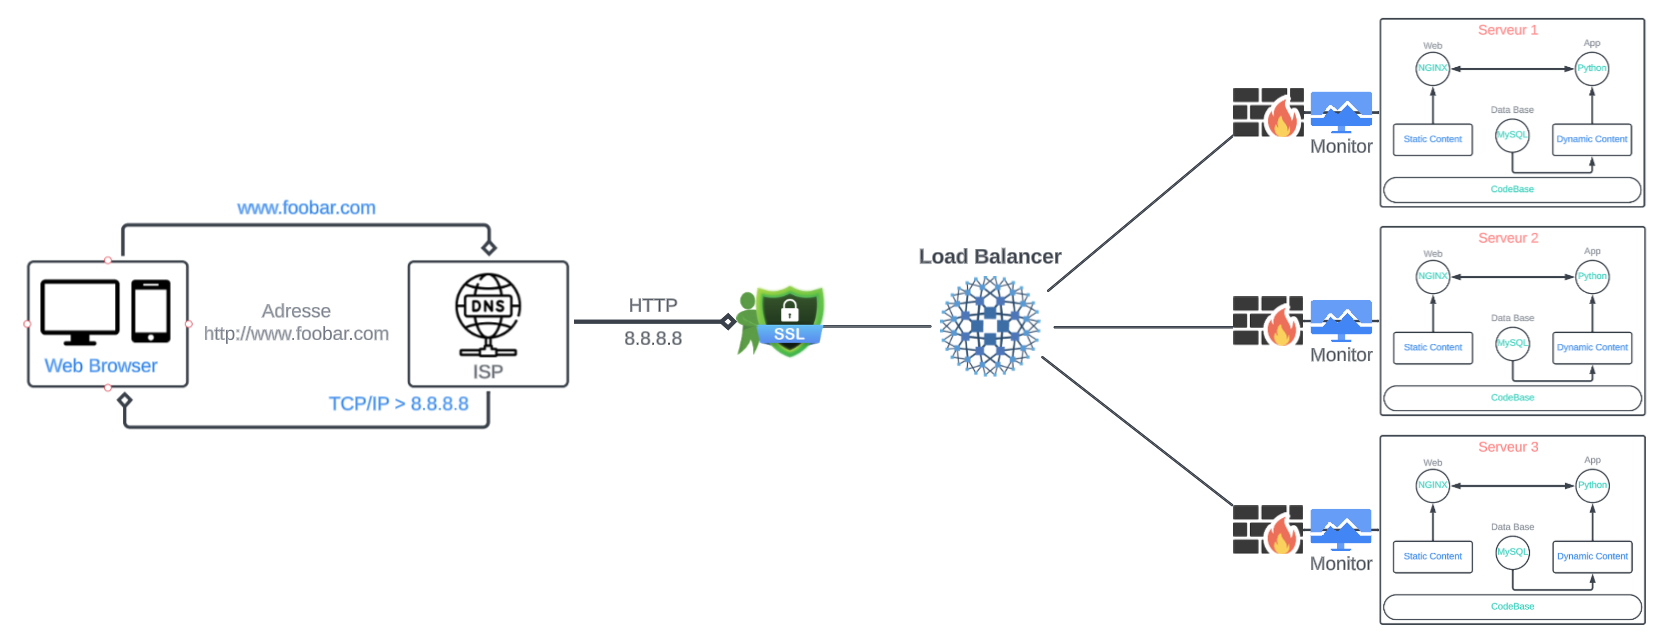 www.foobar.com
Web Browser
Adresse
http://www.foobar.com
DNS
ISP
TCP/IP > 8.8.8.8
HTTP
8.8.8.8
SSL
Load Balancer
Monitor
Serveur 1
Web
App
NGINX
Python
Data Base
MySQL
Static Content
Dynamic Content
CodeBase
Monitor
Serveur 2
Web
App
NGINX
Python
Data Base
MySQL
Static Content
Dynamic Content
CodeBase
Monitor
Serveur 3
Web
App
NGINX
Python
Data Base
MySQL
Static Content
Dynamic Content
CodeBase